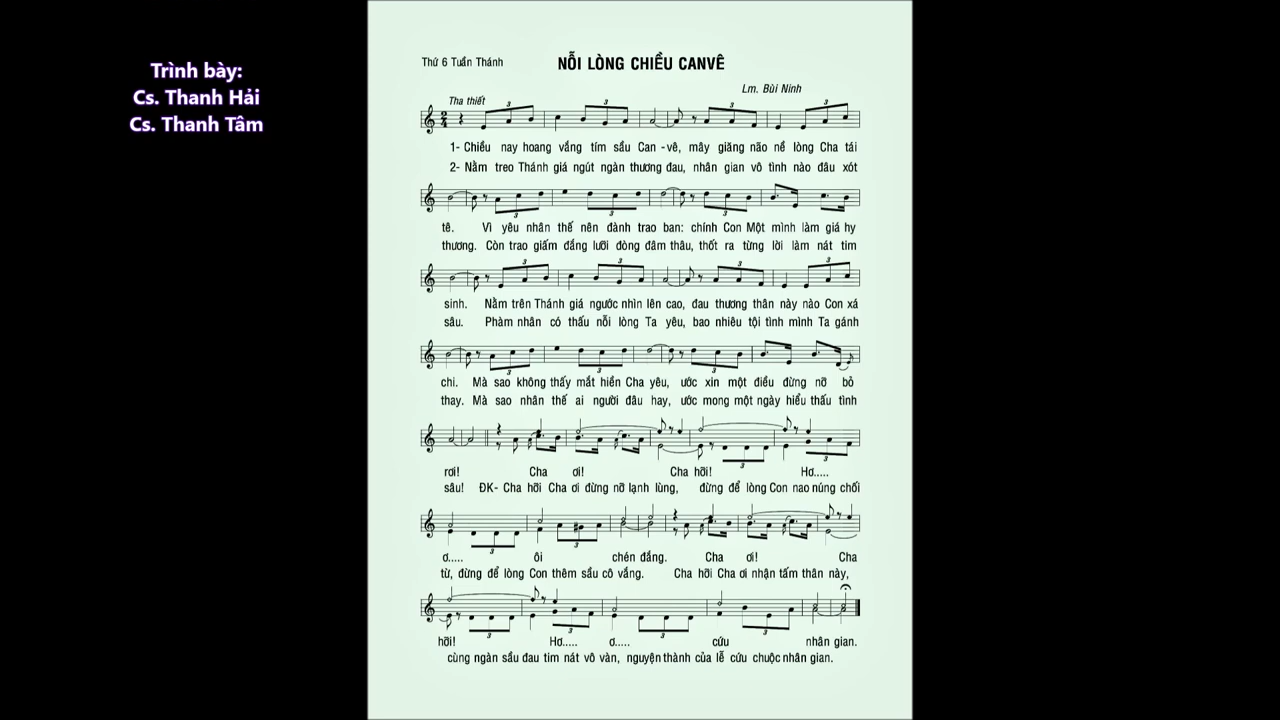 Trình bày:
Cs. Thanh Hải
Cs. Thanh Tâm
Thứ 6 Tuần Thánh
NỖI LÒNG CHIỀU CANVÊ
Lm. Bùi Ninh
Tha thiết
1- Chiều nay hoang vắng tím sầu Can -vê, mây giăng não nề lòng Cha tái
2- Nằm treo Thánh giá ngút ngàn thương đau, nhân gian vô tình nào đâu xót
tê. Vì yêu nhân thế nên đành trao ban: chính Con Một mình làm giá hy
thương. Còn trao giấm đắng lưỡi đòng đâm thâu, thốt ra từng lời làm nát tim
sinh. Nằm trên Thánh giá ngước nhìn lên cao, đau thương thân này nào Con xá
sâu. Phàm nhân có thấu nỗi lòng Ta yêu, bao nhiêu tội tình mình Ta gánh
chi. Mà sao không thấy mắt hiền Cha yêu, ước xin một điều đừng nỡ bỏ
thay. Mà sao nhân thế ai người đâu hay, ước mong một ngày hiểu thấu tình
rơi! Cha ơi! Cha hỡi! Hơ.....
sâu! ĐK- Cha hỡi Cha ơi đừng nỡ lạnh lùng, đừng để lòng Con nao núng chối
ơ..... ôi chén đắng. Cha ơi! Cha
từ, đừng để lòng Con thêm sầu cô vắng. Cha hỡi Cha ơi nhận tấm thân này,
hỡi! Hơ..... ơ..... cứu nhân gian.
cùng ngàn sầu đau tim nát vô vàn, nguyện thành của lễ cứu chuộc nhân gian.